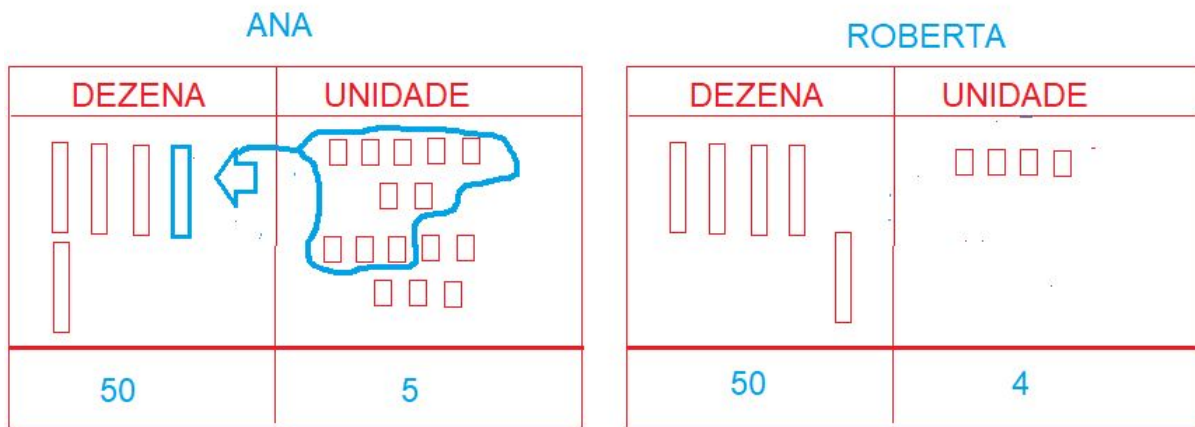 ANA
DEZENA UNIDADE
50 5
ROBERTA
DEZENA UNIDADE
50 4